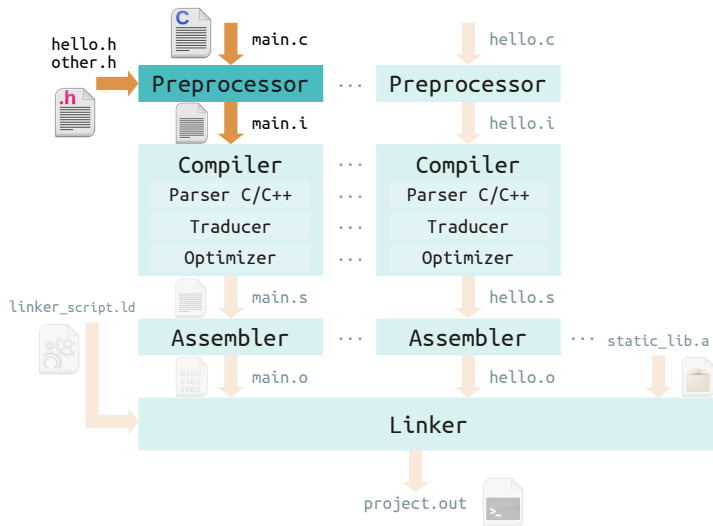 C
main.c
hello.c
hello.h
other.h
.h
Preprocessor ... Preprocessor
main.i
hello.i
Compiler ... Compiler
Parser C/C++ ... Parser C/C++
Traducer ... Traducer
Optimizer ... Optimizer
main.s
hello.s
linker_script.ld
Assembler ... Assembler ... static_lib.a
0100
1101
1001
main.o
hello.o
Linker
project.out
>_